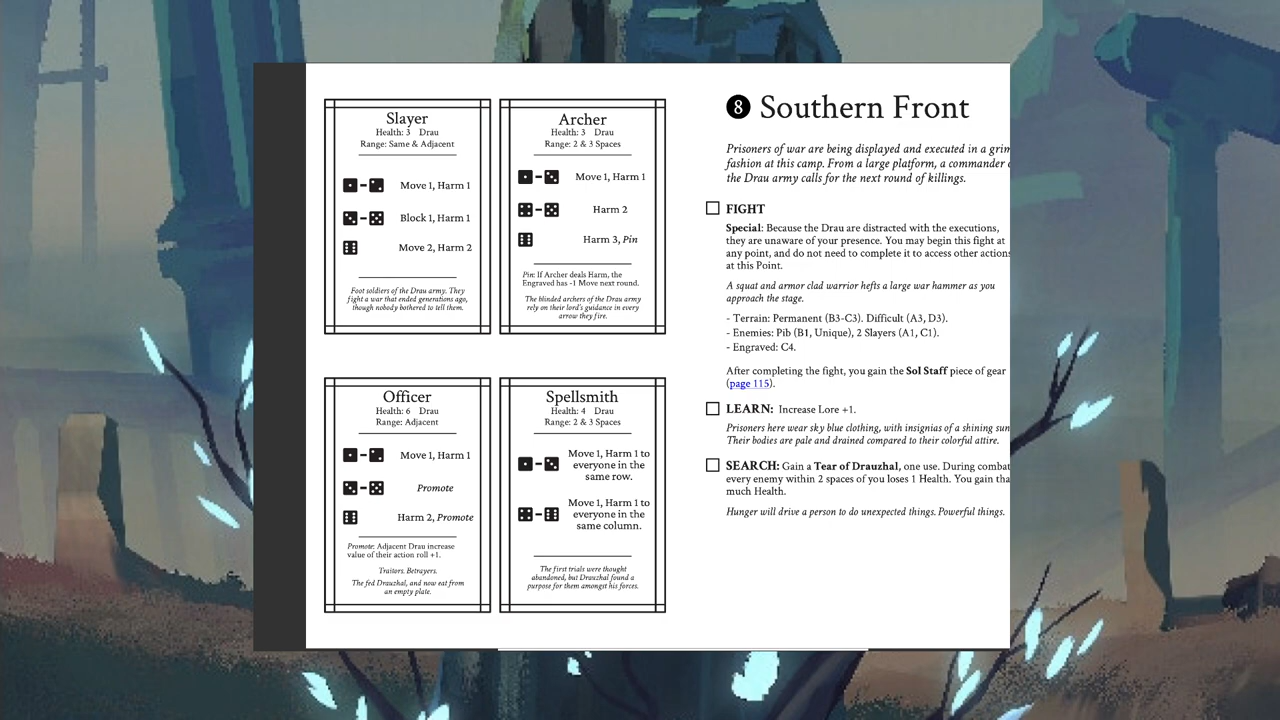 Slayer
Health: 3 Drau
Range: Same & Adjacent
Move 1, Harm 1
Block 1, Harm 1
Move 2, Harm 2
Foot soldiers of the Drau army. They
fight a war that ended generations ago,
though nobody bothered to tell them.
Archer
Health: 3 Drau
Range: 2 & 3 Spaces
Move 1, Harm 1
Harm 2
Harm 3, Pin
Pin: If Archer deals Harm, the
Engraved has -1 Move next round.
The blinded archers of the Drau army
rely on their lord's guidance in every
arrow they fire.
Officer
Health: 6 Drau
Range: Adjacent
Move 1, Harm 1
Promote
Harm 2, Promote
Promote: Adjacent Drau increase
value of their action roll +1.
Traitors. Betrayers.
The fed Drauzhal, and now eat from
an empty plate.
Spellsmith
Health: 4 Drau
Range: 2 & 3 Spaces
Move 1, Harm 1 to
everyone in the
same row.
Move 1, Harm 1 to
everyone in the
same column.
The first trials were thought
abandoned, but Drauzhal found a
purpose for them amongst his forces.
8 Southern Front
Prisoners of war are being displayed and executed in a grim
fashion at this camp. From a large platform, a commander
the Drau army calls for the next round of killings.
FIGHT
Special: Because the Drau are distracted with the executions,
they are unaware of your presence. You may begin this fight at
any point, and do not need to complete it to access other actions
at this Point.
A squat and armor clad warrior hefts a large war hammer as you
approach the stage.
- Terrain: Permanent (B3-C3). Difficult (A3, D3).
- Enemies: Pib (B1, Unique), 2 Slayers (A1, C1).
- Engraved: C4.
After completing the fight, you gain the Sol Staff piece of gear
(page 115).
LEARN: Increase Lore +1.
Prisoners here wear sky blue clothing, with insignias of a shining sun
Their bodies are pale and drained compared to their colorful attire.
SEARCH: Gain a Tear of Drauzhal, one use. During combat
every enemy within 2 spaces of you loses 1 Health. You gain tha
much Health.
Hunger will drive a person to do unexpected things. Powerful things.